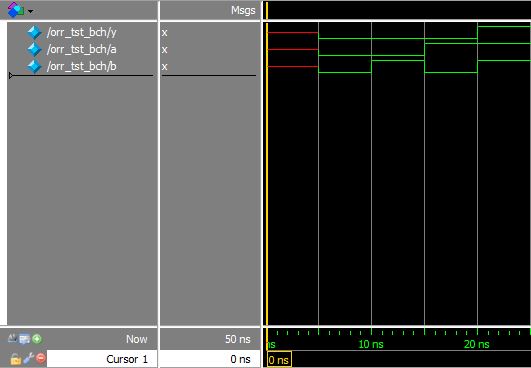 Msgs
/orr_tst_bch/y x
/orr_tst_bch/a x
/orr_tst_bch/b x
Now 50 ns ns 10 ns 20 ns
Cursor 1 0 ns 0 ns